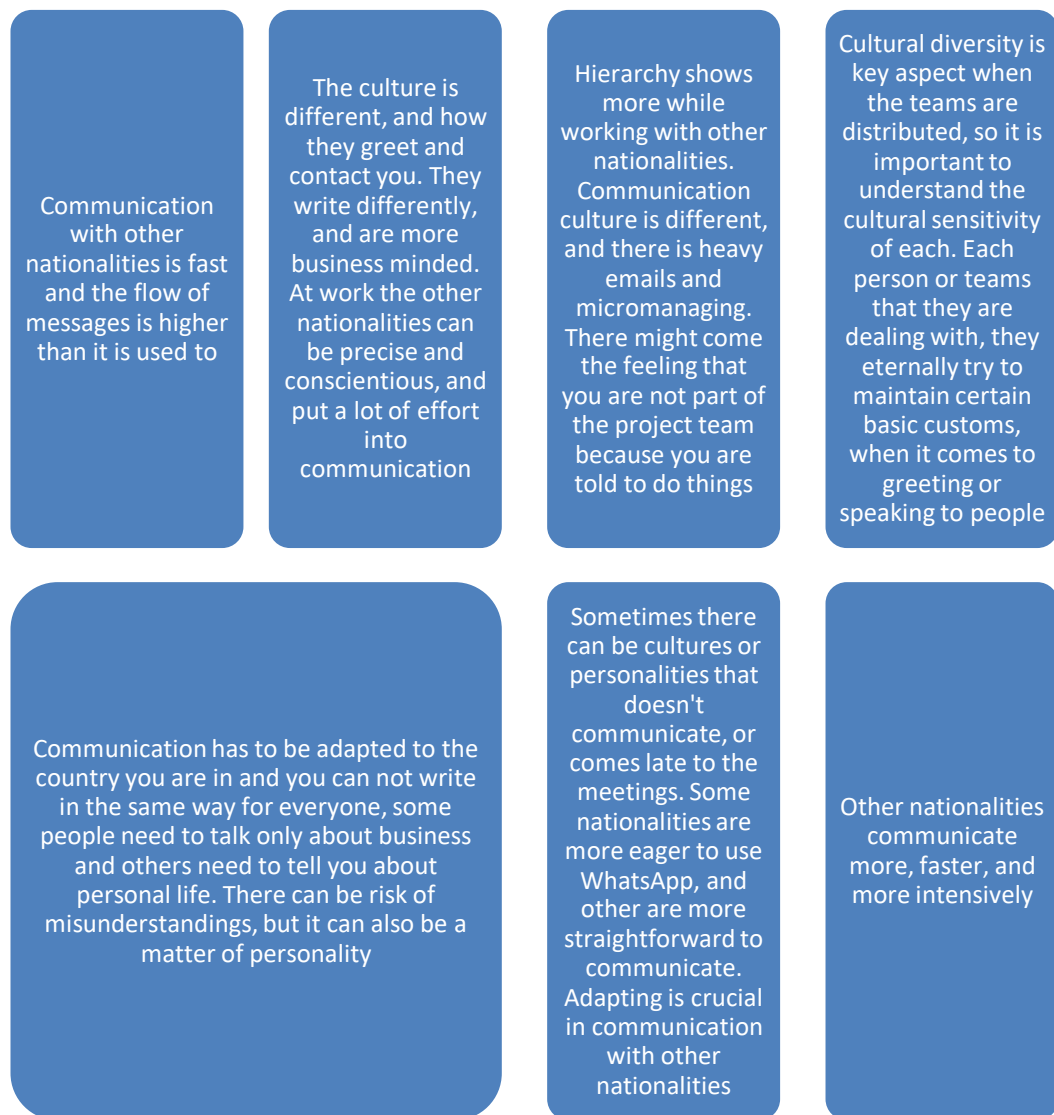 Communication
with other
nationalities is fast
and the flow of
messages is higher
than it is used to
The culture is
different, and how
they greet and
contact you. They
write differently,
and are more
business minded.
At work the other
nationalities can
be precise and
conscientious, and
put a lot of effort
into
communication
Hierarchy shows
more while
working with other
nationalities.
Communication
culture is different,
and there is heavy
emails and
micromanaging.
There might come
the feeling that
you are not part of
the project team
because you are
told to do things
Cultural diversity is
key aspect when
the teams are
distributed, so it is
important to
understand the
cultural sensitivity
of each. Each
person or teams
that they are
dealing with, they
eternally try to
maintain certain
basic customs,
when it comes to
greeting or
speaking to people
Communication has to be adapted to the
country you are in and you can not write
in the same way for everyone, some
people need to talk only about business
and others need to tell you about
personal life. There can be risk of
misunderstandings, but it can also be a
matter of personality
Sometimes there
can be cultures or
personalities that
doesn't
communicate, or
comes late to the
meetings. Some
nationalities are
more eager to use
WhatsApp, and
other are more
straightforward to
communicate.
Adapting is crucial
in communication
with other
nationalities
Other nationalities
communicate
more, faster, and
more intensively